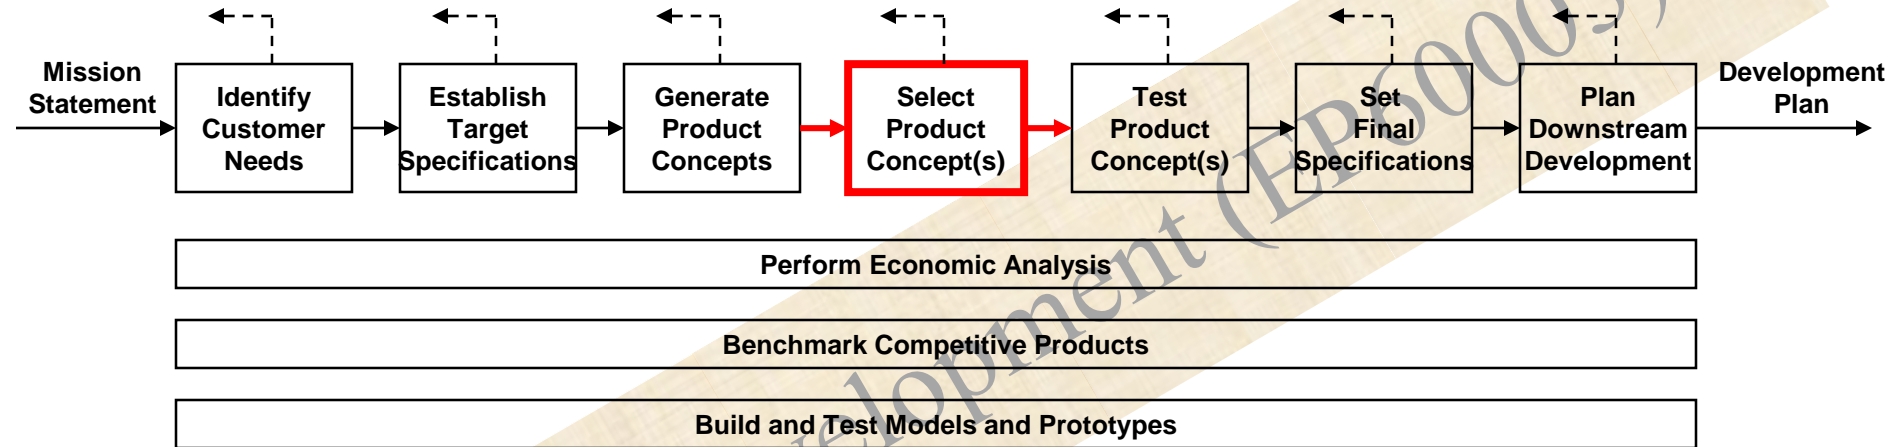 Mission
Statement
Identify
Customer
Needs
Establish
Target
Specifications
Generate
Product
Concepts
Select
Product
Concept(s)
Test
Product
Concept(s)
Set
Final
Specifications
Plan
Downstream
Development
Development
Plan
Perform Economic Analysis
Benchmark Competitive Products
Build and Test Models and Prototypes